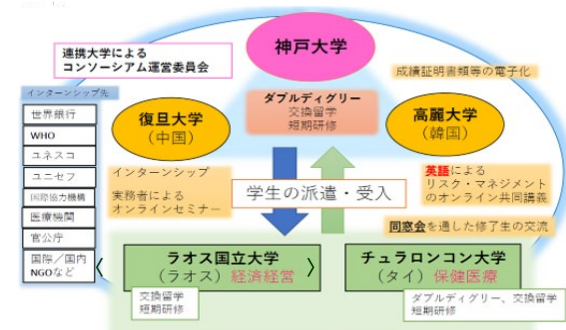 神戸大学
連携大学による
コンソーシアム運営委員会
成績証明書類等の電子化
インターンシップ先
世界銀行
WHO
ユネスコ
ユニセフ
国際協力機構
医療機関
官公庁
国際／国内
NGOなど
復旦大学
（中国）
ダブルディグリー
交換留学
短期研修
高麗大学
（韓国）
インターンシップ
実務者による
オンラインセミナー
学生の派遣・受入
英語による
リスク・マネジメント
のオンライン共同講義
同窓会を通した修了生の交流
ラオス国立大学
（ラオス）経済経営
交換留学
短期研修
チュラロンコン大学
（タイ）保健医療
ダブルディグリー、交換留学
短期研修